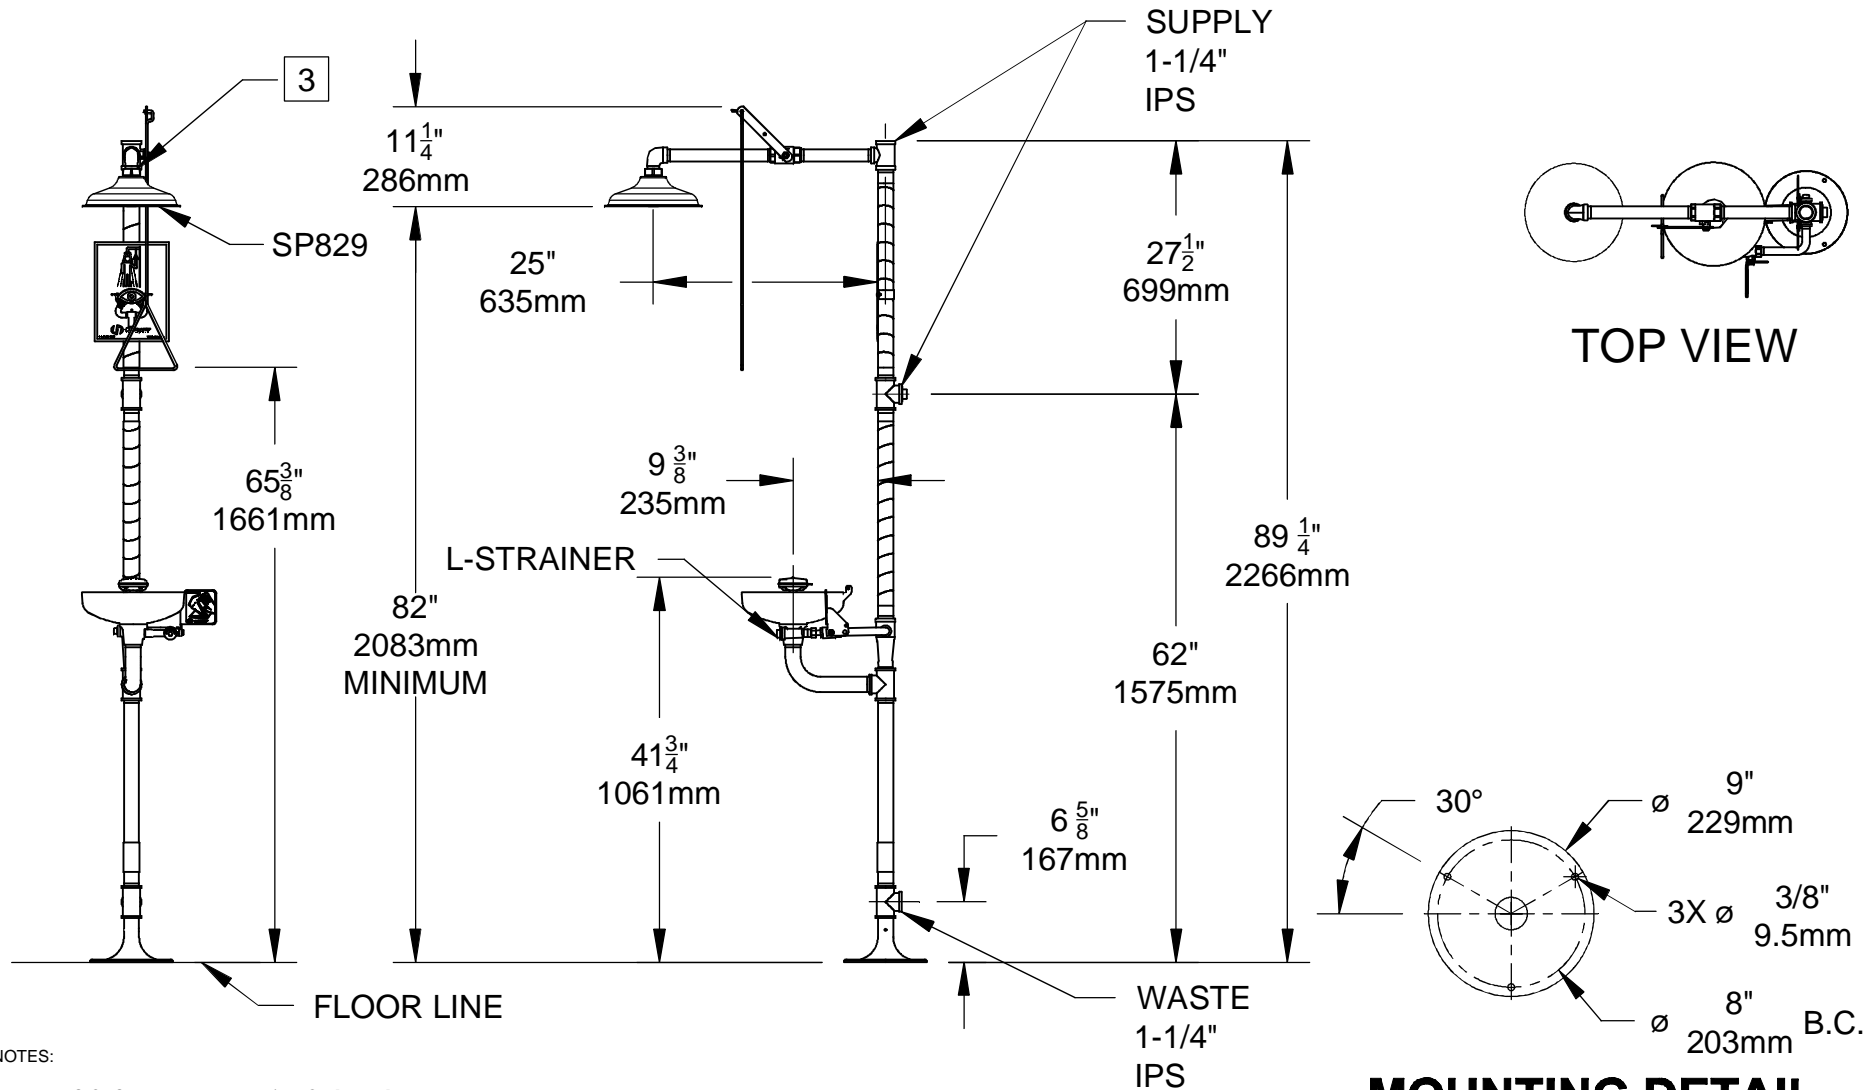 SUPPLY
1-1/4"
IPS
3
11 1/4"
286mm
SP829
25"
635mm
27 1/2"
699mm
TOP VIEW
65 3/8"
1661mm
9 3/8"
235mm
L-STRAINER
89 1/4"
2266mm
82"
2083mm
MINIMUM
62"
1575mm
41 3/4"
1061mm
6 5/8"
167mm
30°
ø 9"
229mm
3X ø 3/8"
9.5mm
ø 8"
203mm B.C.
FLOOR LINE
WASTE
1-1/4"
IPS
NOTES:
MOUNTING DETAIL